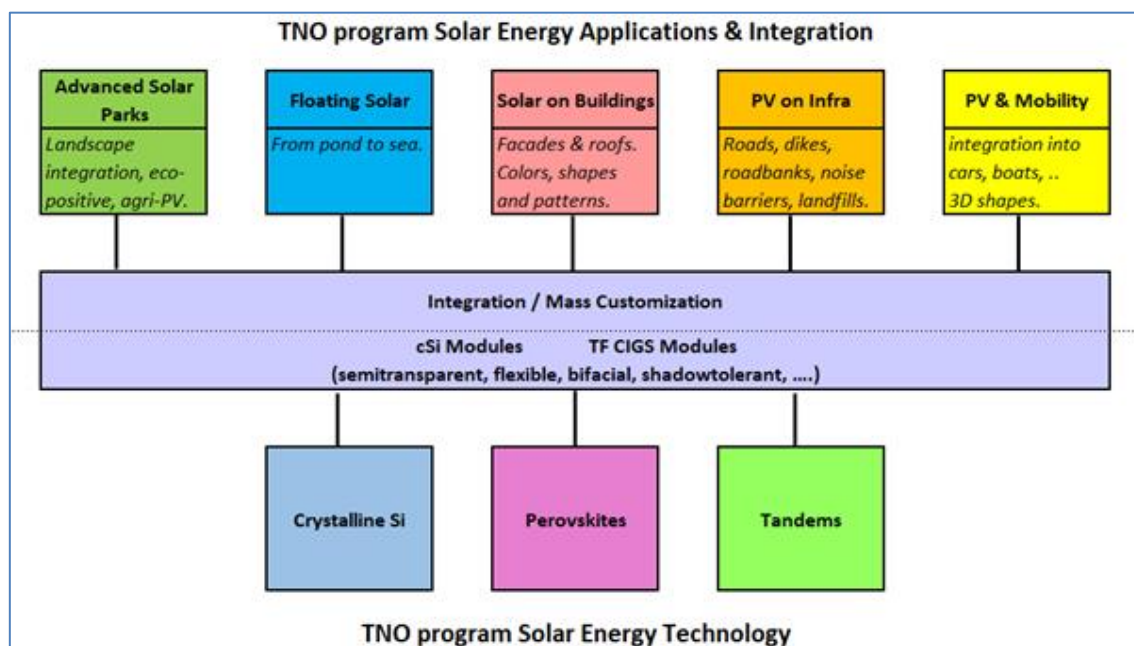 TNO program Solar Energy Applications & Integration
Advanced Solar
Parks
Landscape
integration, eco-
positive, agri-PV.
Floating Solar
From pond to sea.
Solar on Buildings
Facades & roofs.
Colors, shapes
and patterns.
PV on Infra
Roads, dikes,
roadbanks, noise
barriers, landfills.
PV & Mobility
integration into
cars, boats, ..
3D shapes.
Integration / Mass Customization
cSi Modules TF CIGS Modules
(semitransparent, flexible, bifacial, shadowtolerant, ....)
Crystalline Si
Perovskites
Tandems
TNO program Solar Energy Technology